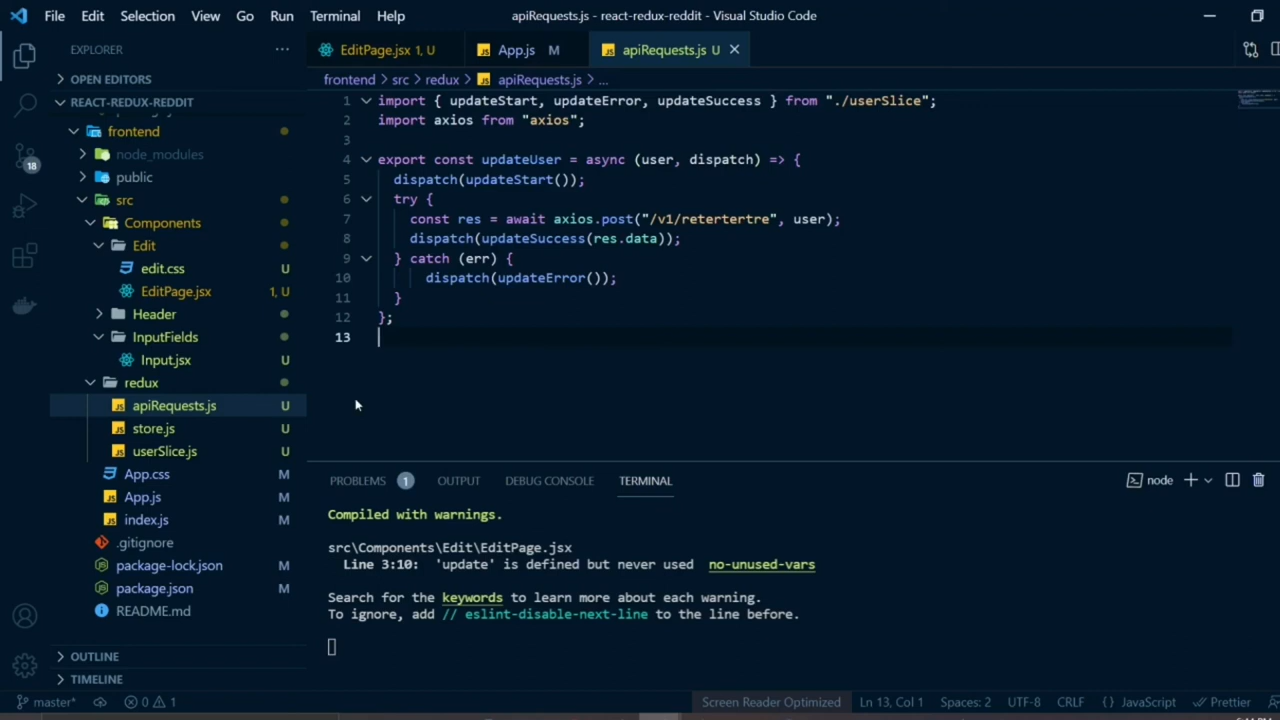 File Edit Selection View Go Run Terminal Help apiRequests.js - react-redux-reddit - Visual Studio Code
EXPLORER ...
OPEN EDITORS
REACT-REDUX-REDDIT
frontend
node_modules
public
src
Components
Edit
edit.css U
EditPage.jsx 1, U
Header
InputFields
Input.jsx U
redux
apiRequests.js U
store.js U
userSlice.js U
App.css M
App.js M
index.js M
.gitignore
package-lock.json M
package.json M
README.md
OUTLINE
TIMELINE
18
EditPage.jsx 1, U App.js M apiRequests.js U
frontend > src > redux > apiRequests.js > ...
1 import { updateStart, updateError, updateSuccess } from "./userSlice";
2 import axios from "axios";
3
4 export const updateUser = async (user, dispatch) => {
5 dispatch(updateStart());
6 try {
7 const res = await axios.post("/v1/retertertre", user);
8 dispatch(updateSuccess(res.data));
9 } catch (err) {
10 dispatch(updateError());
11 }
12 };
13
PROBLEMS 1 OUTPUT DEBUG CONSOLE TERMINAL node
Compiled with warnings.
src\Components\Edit\EditPage.jsx
Line 3:10: 'update' is defined but never used no-unused-vars
Search for the keywords to learn more about each warning.
To ignore, add // eslint-disable-next-line to the line before.
master* 0 1 Screen Reader Optimized Ln 13, Col 1 Spaces: 2 UTF-8 CRLF {} JavaScript Prettier